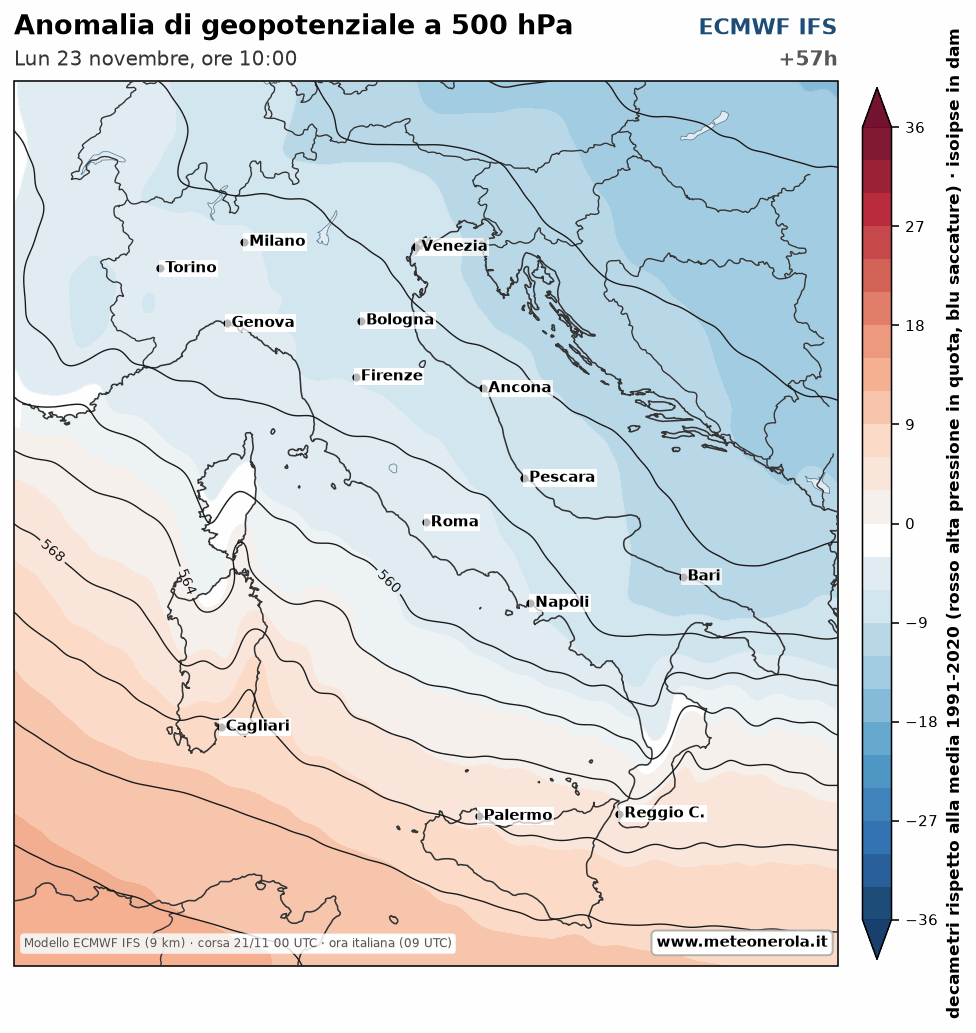 Anomalia di geopotenziale a 500 hPa
ECMWF IFS
Lun 23 novembre, ore 10:00
+57h
Milano
Venezia
Torino
Genova
Bologna
Firenze
Ancona
Pescara
Roma
568
564
560
Bari
Napoli
Cagliari
Palermo
Reggio C.
Modello ECMWF IFS (9 km) · corsa 21/11 00 UTC · ora italiana (09 UTC)
www.meteonerola.it
36
27
18
9
0
−9
−18
−27
−36
decametri rispetto alla media 1991-2020 (rosso alta pressione in quota, blu saccature) · isoipse in dam